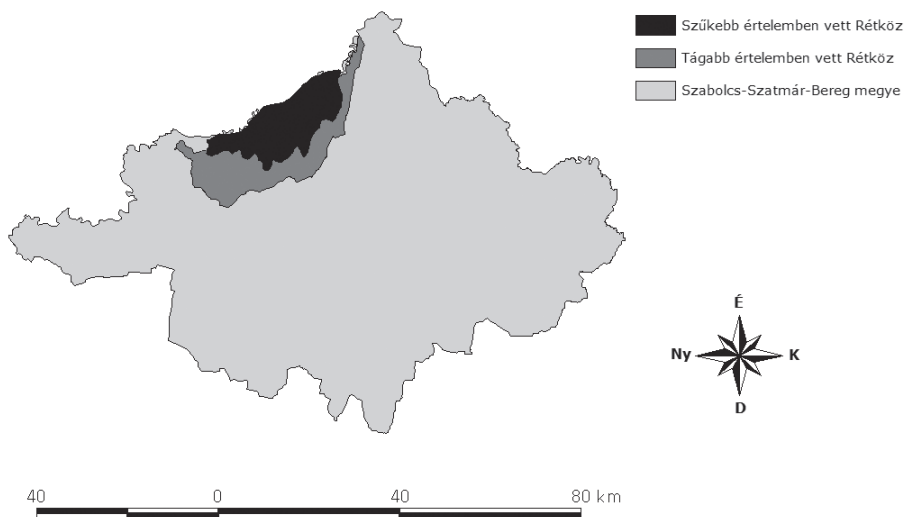 Szűkebb értelemben vett Rétköz
Tágabb értelemben vett Rétköz
Szabolcs-Szatmár-Bereg megye
É
Ny
K
D
40 0 40 80 km